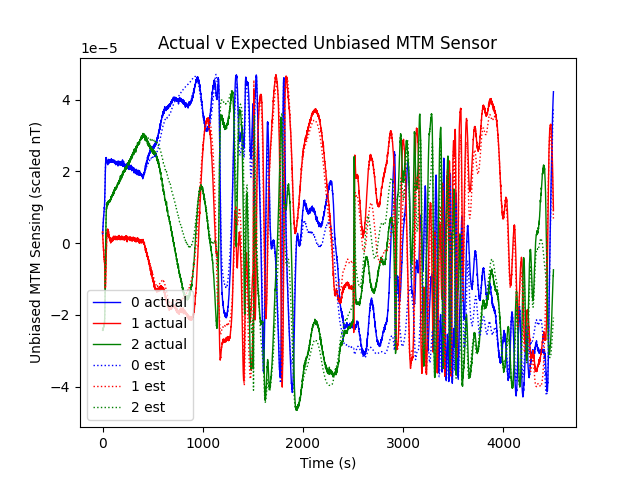 Actual v Expected Unbiased MTM Sensor
1e−5
Unbiased MTM Sensing (scaled nT)
4
2
0
−2
−4
0 actual
1 actual
2 actual
0 est
1 est
2 est
0 1000 2000 3000 4000
Time (s)